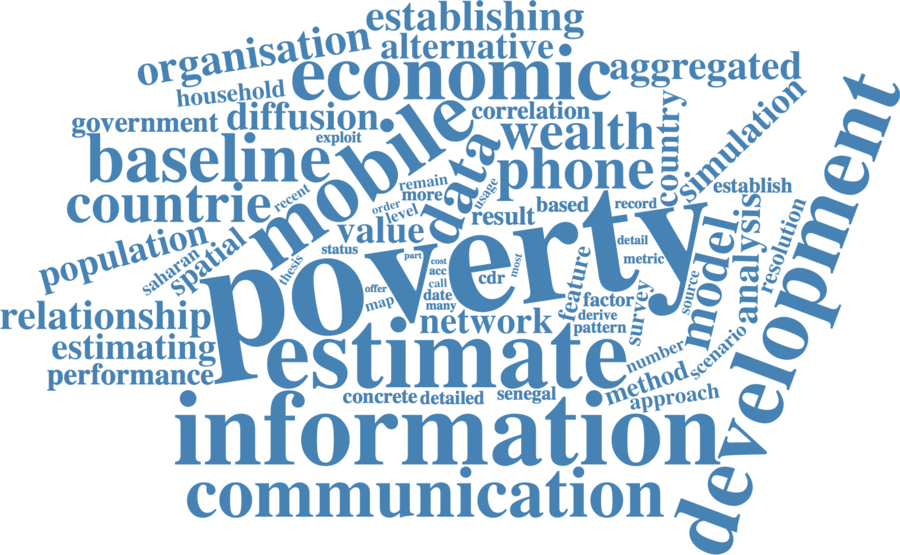 establishing
organisation
alternative
economic
aggregated
household
government
diffusion
exploit
correlation
wealth
country
simulation
baseline
mobile
data
phone
usage
establish
development
countrie
recent
remain
more
order
level
result
based
record
population
saharan
spatial
value
status
thesis
poverty
part
cost
acc
call
date
many
cdr
most
offer
map
detail
metric
feature
factor
derive
pattern
survey
source
model
analysis
resolution
relationship
estimating
performance
network
estimate
number
scenario
method
approach
concrete
detailed
senegal
information
communication